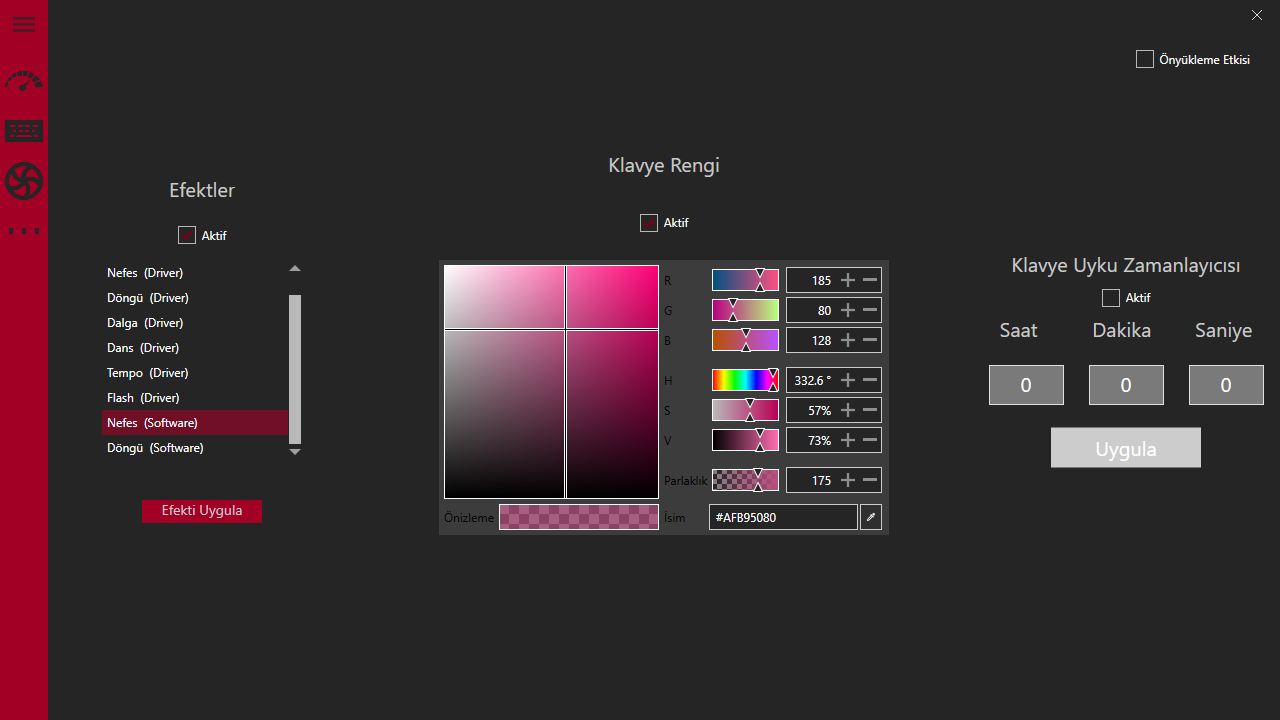 Önyükleme Etkisi
Efektler
Aktif
Nefes (Driver)
Döngü (Driver)
Dalga (Driver)
Dans (Driver)
Tempo (Driver)
Flash (Driver)
Nefes (Software)
Döngü (Software)
Efekti Uygula
Klavye Rengi
Aktif
R 185
G 80
B 128
H 332.6 °
S 57%
V 73%
Parlaklık 175
Önizleme İsim #AFB95080
Klavye Uyku Zamanlayıcısı
Aktif
Saat Dakika Saniye
0 0 0
Uygula